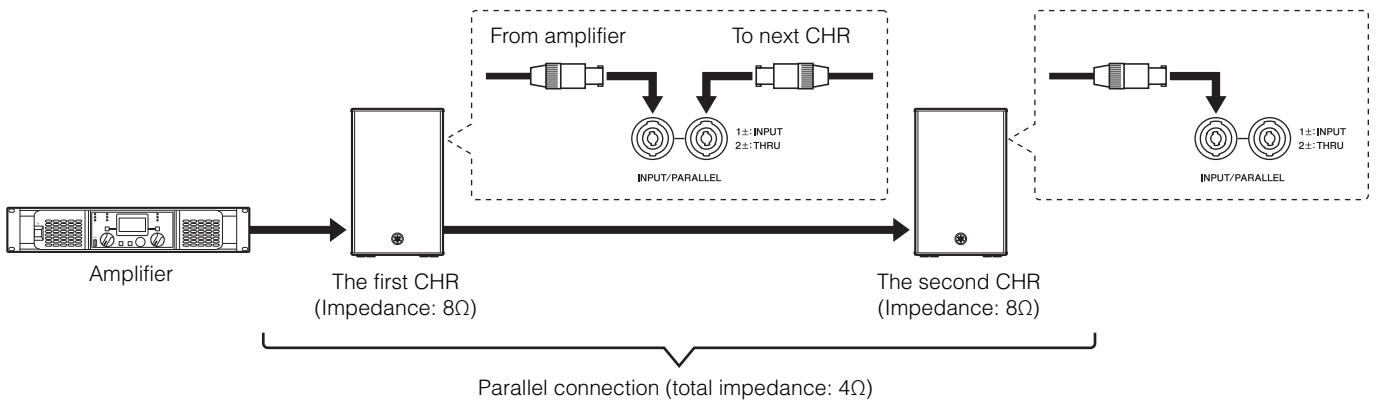 From amplifier
To next CHR
1±:INPUT
2±:THRU
INPUT/PARALLEL
1±:INPUT
2±:THRU
INPUT/PARALLEL
Amplifier
The first CHR
(Impedance: 8Ω)
The second CHR
(Impedance: 8Ω)
Parallel connection (total impedance: 4Ω)